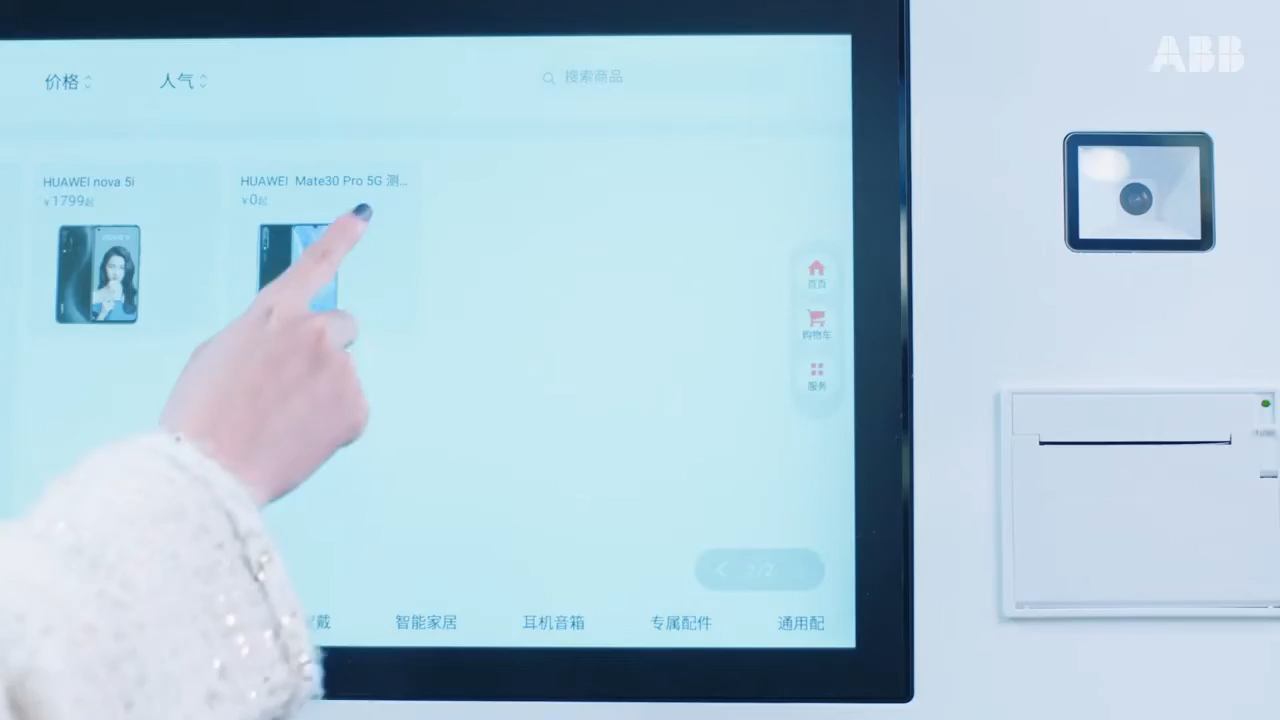 ABB
价格
人气
搜索商品
HUAWEI nova 5i
¥1799起
HUAWEI Mate30 Pro 5G 测...
¥0起
首页
购物车
服务
智能家居
耳机音箱
专属配件
通用配